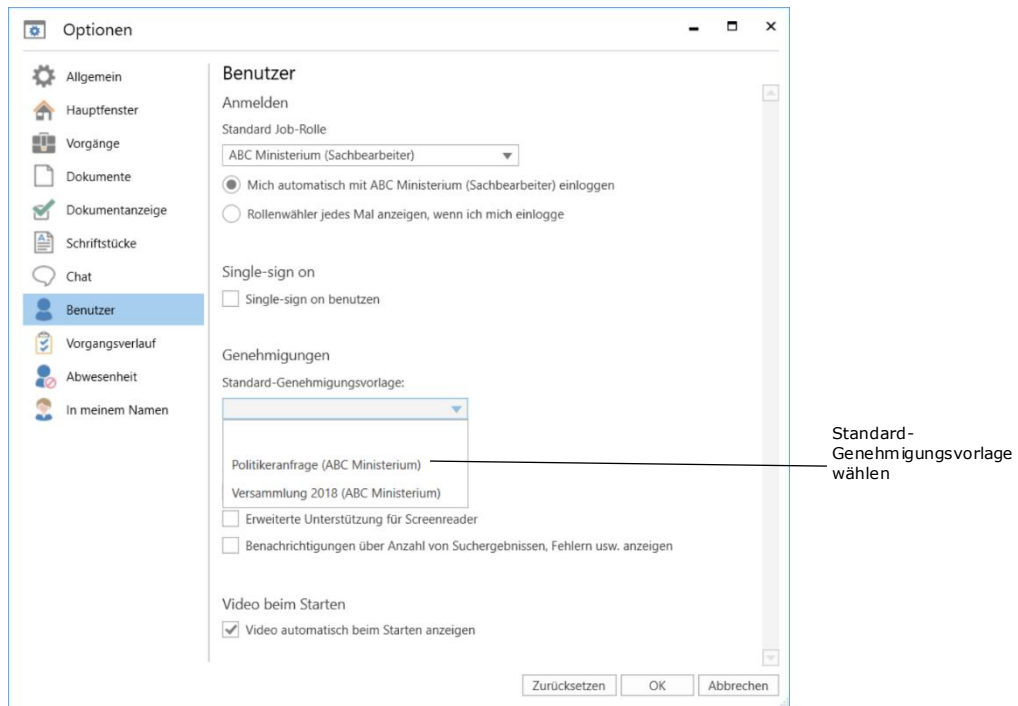 Optionen
Allgemein
Hauptfenster
Vorgänge
Dokumente
Dokumentanzeige
Schriftstücke
Chat
Benutzer
Vorgangsverlauf
Abwesenheit
In meinem Namen
Benutzer
Anmelden
Standard Job-Rolle
ABC Ministerium (Sachbearbeiter)
Mich automatisch mit ABC Ministerium (Sachbearbeiter) einloggen
Rollenwähler jedes Mal anzeigen, wenn ich mich einlogge
Single-sign on
Single-sign on benutzen
Genehmigungen
Standard-Genehmigungsvorlage:
Politikeranfrage (ABC Ministerium)
Versammlung 2018 (ABC Ministerium)
Erweiterte Unterstützung für Screenreader
Benachrichtigungen über Anzahl von Suchergebnissen, Fehlern usw. anzeigen
Video beim Starten
Video automatisch beim Starten anzeigen
Zurücksetzen
OK
Abbrechen
Standard-
Genehmigungsvorlage
wählen